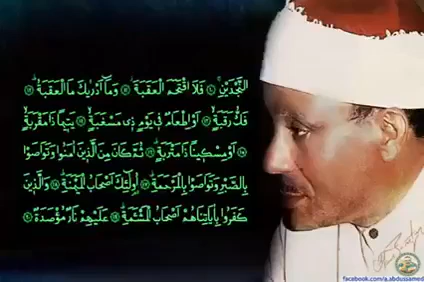 النَّجْدَيْنِ ۞ فَلَا اقْتَحَمَ الْعَقَبَةَ ۞ وَمَا أَدْرٰيكَ مَا الْعَقَبَةُ ۞
فَكُّ رَقَبَةٍ ۞ أَوْ إِطْعَامٌ فِي يَوْمٍ ذِي مَسْغَبَةٍ ۞ يَتِيمًا ذَا مَقْرَبَةٍ
۞ أَوْ مِسْكِينًا ذَا مَتْرَبَةٍ ۞ ثُمَّ كَانَ مِنَ الَّذِينَ آمَنُوا وَتَوَاصَوْا
بِالصَّبْرِ وَتَوَاصَوْا بِالْمَرْحَمَةِ ۞ أُولٰئِكَ أَصْحَابُ الْمَيْمَنَةِ ۞ وَالَّذِينَ
كَفَرُوا بِآيَاتِنَا هُمْ أَصْحَابُ الْمَشْـَٔمَةِ ۞ عَلَيْهِمْ نَارٌ مُؤْصَدَةٌ ۞
facebook.com/a.abdussamed